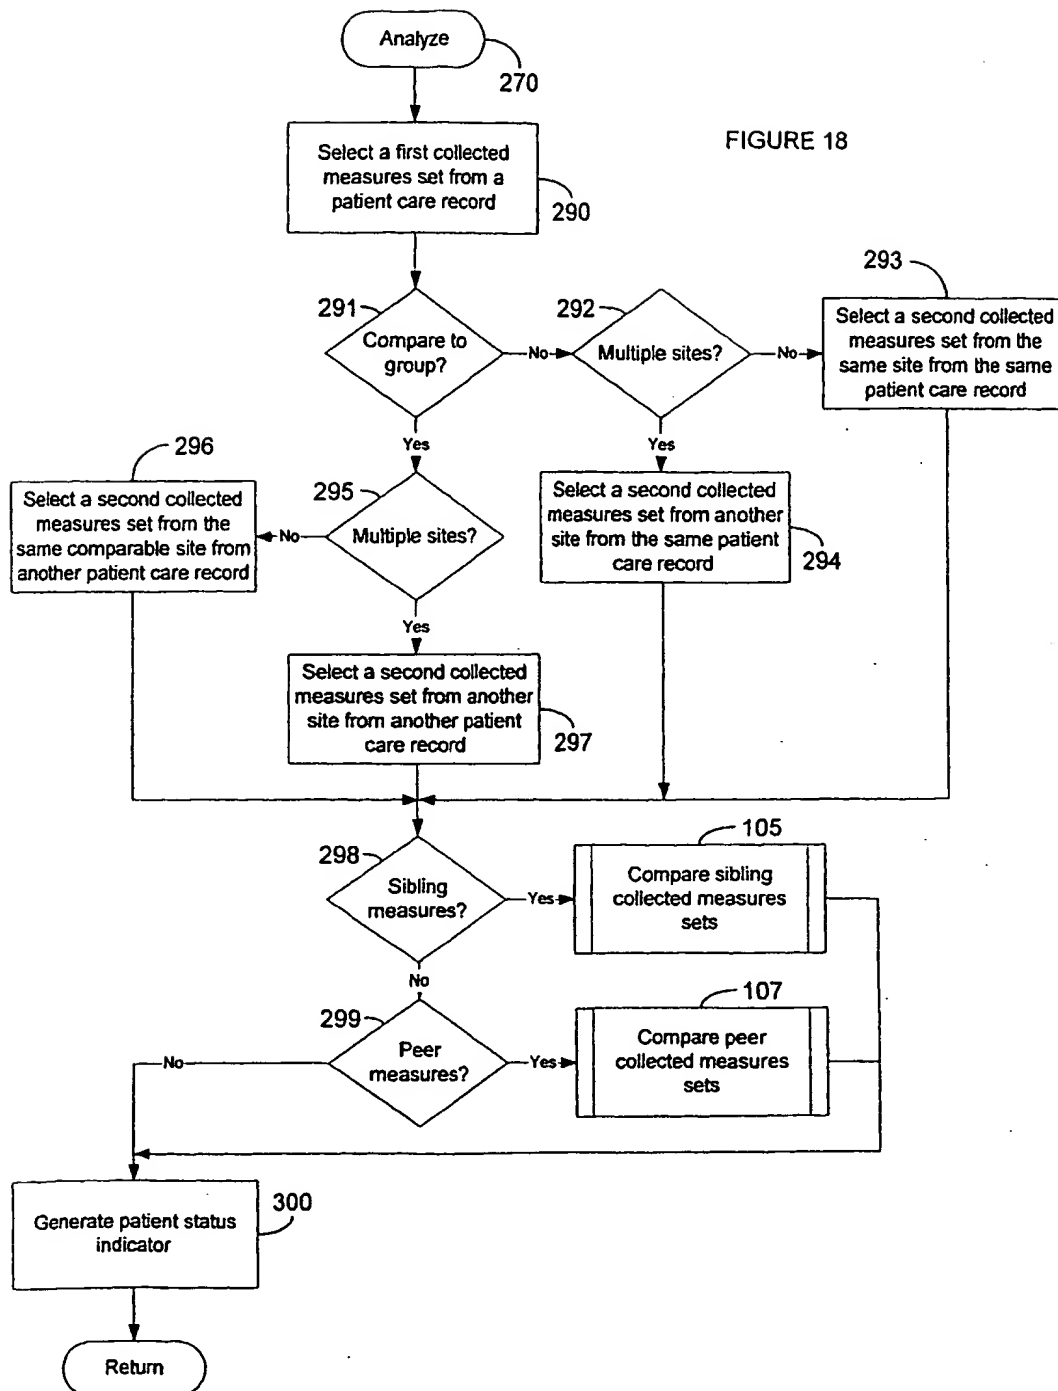 Analyze
270
FIGURE 18
Select a first collected
measures set from a
patient care record
290
291
Compare to
group?
No
292
Multiple sites?
No
293
Select a second collected
measures set from the
same site from the same
patient care record
Yes
Yes
296
Select a second collected
measures set from the
same comparable site from
another patient care record
No
295
Multiple sites?
Select a second collected
measures set from another
site from the same patient
care record
294
Yes
Select a second collected
measures set from another
site from another patient
care record
297
298
Sibling
measures?
Yes
105
Compare sibling
collected measures
sets
No
299
Peer
measures?
No
Yes
107
Compare peer
collected measures
sets
Generate patient status
indicator
300
Return